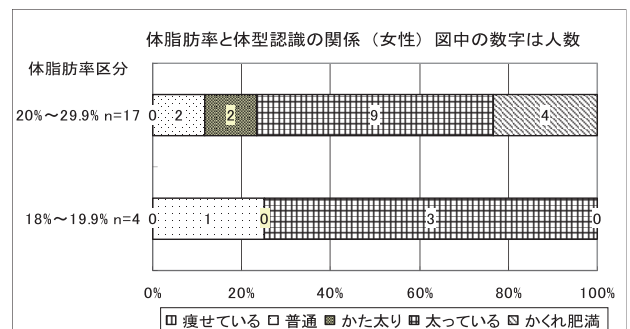 体脂肪率と体型認識の関係（女性）図中の数字は人数
体脂肪率区分
20%～29.9% n=17 0 2 2 9 4
18%～19.9% n=4 0 1 0 3 0
0% 20% 40% 60% 80% 100%
痩せている 普通 かた太り 太っている かくれ肥満